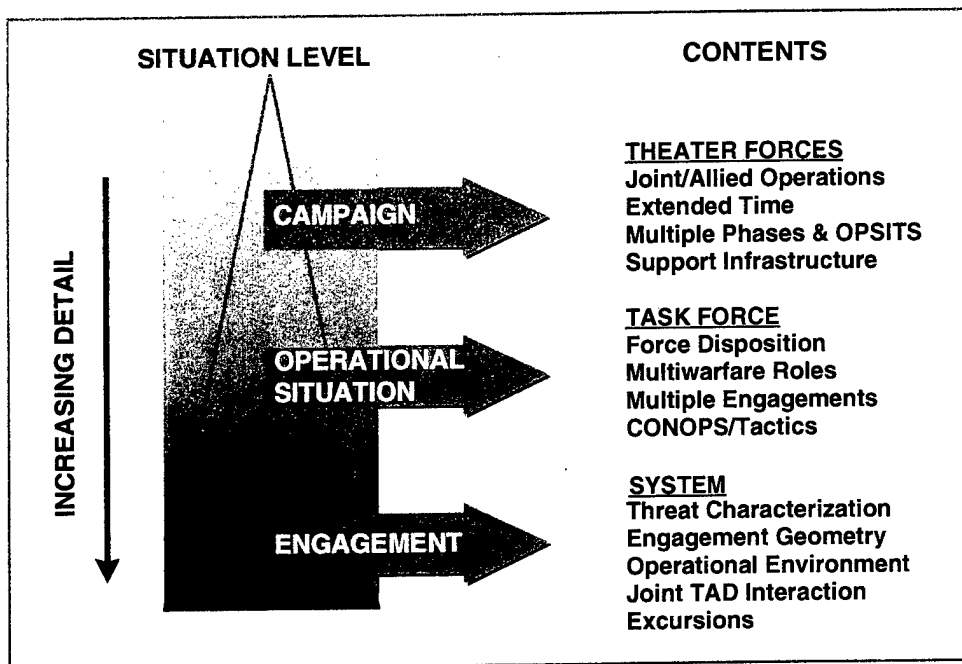 SITUATION LEVEL
CONTENTS
INCREASING DETAIL
CAMPAIGN
THEATER FORCES
Joint/Allied Operations
Extended Time
Multiple Phases & OPSITS
Support Infrastructure
OPERATIONAL
SITUATION
TASK FORCE
Force Disposition
Multiwarfare Roles
Multiple Engagements
CONOPS/Tactics
ENGAGEMENT
SYSTEM
Threat Characterization
Engagement Geometry
Operational Environment
Joint TAD Interaction
Excursions